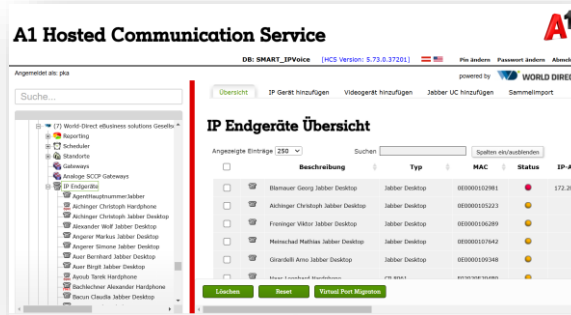 A1 Hosted Communication Service
A1
DB: SMART_IPVoice [HCS Version: 5.73.0.37201] Pin ändern Passwort ändern Abmel
Angemeldet als: pka
powered by WORLD DIREC
Suche...
Übersicht IP Gerät hinzufügen Videogerät hinzufügen Jabber UC hinzufügen Sammelimport
(7) World-Direct eBusiness solutions Gesells
Reporting
Scheduler
Standorte
Gateways
Analoge SCCP Gateways
IP Endgeräte
AgentHauptnummerJabber
Aichinger Christoph Hardphone
Aichinger Christoph Jabber Desktop
Alexander Wolf Jabber Desktop
Angerer Markus Jabber Desktop
Angerer Simone Jabber Desktop
Auer Bernhard Jabber Desktop
Auer Birgit Jabber Desktop
Ayoub Tarek Hardphone
Bachlechner Alexander Hardphone
Bacun Claudia Jabber Desktop
IP Endgeräte Übersicht
Angezeigte Einträge 250 Suchen Spalten ein/ausblenden
Beschreibung Typ MAC Status IP-A
Blamauer Georg Jabber Desktop Jabber Desktop 0E0000102981 172.20
Aichinger Christoph Jabber Desktop Jabber Desktop 0E0000105223
Freninger Viktor Jabber Desktop Jabber Desktop 0E0000106289
Meinschad Mathias Jabber Desktop Jabber Desktop 0E0000107642
Girardelli Arno Jabber Desktop Jabber Desktop 0E0000109348
Löschen Reset Virtual Port Migration